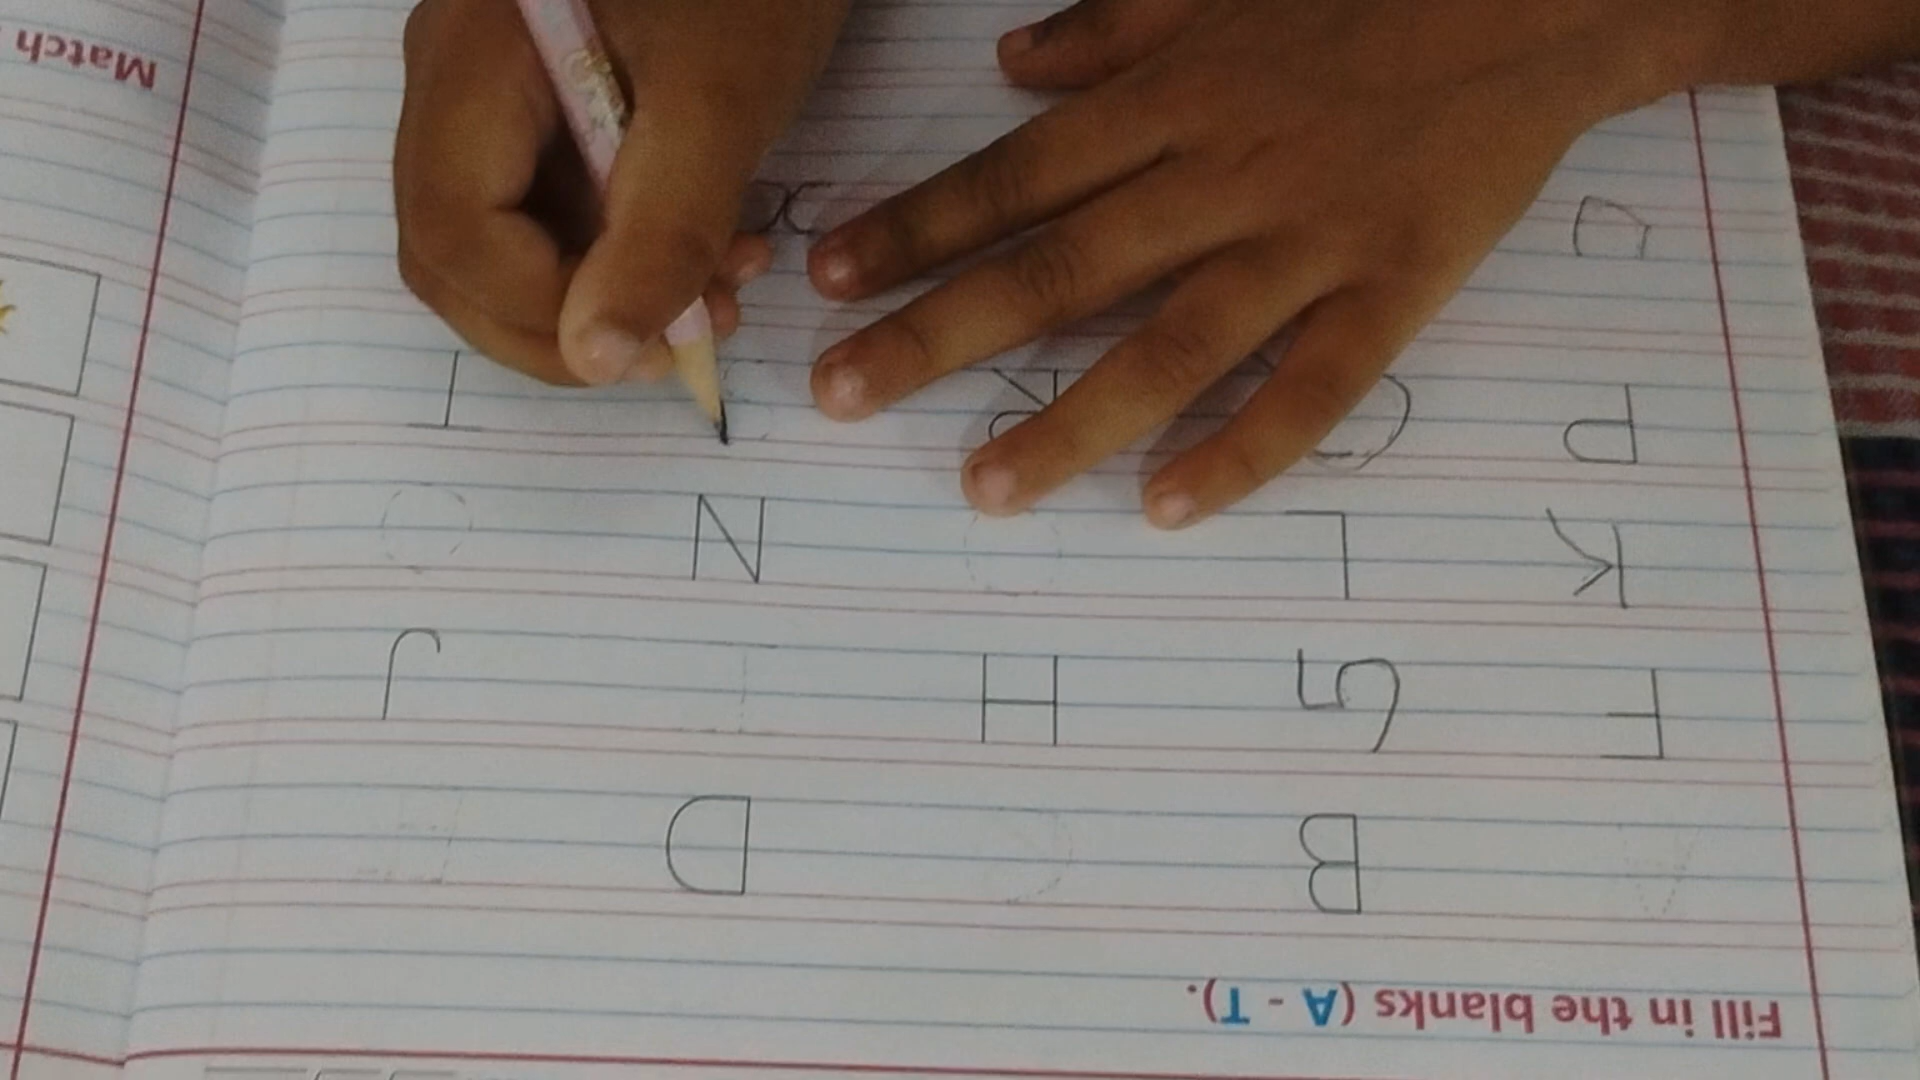 Fill in the blanks (A - T).
B D
F G H J
K L N
P Q R T
Match